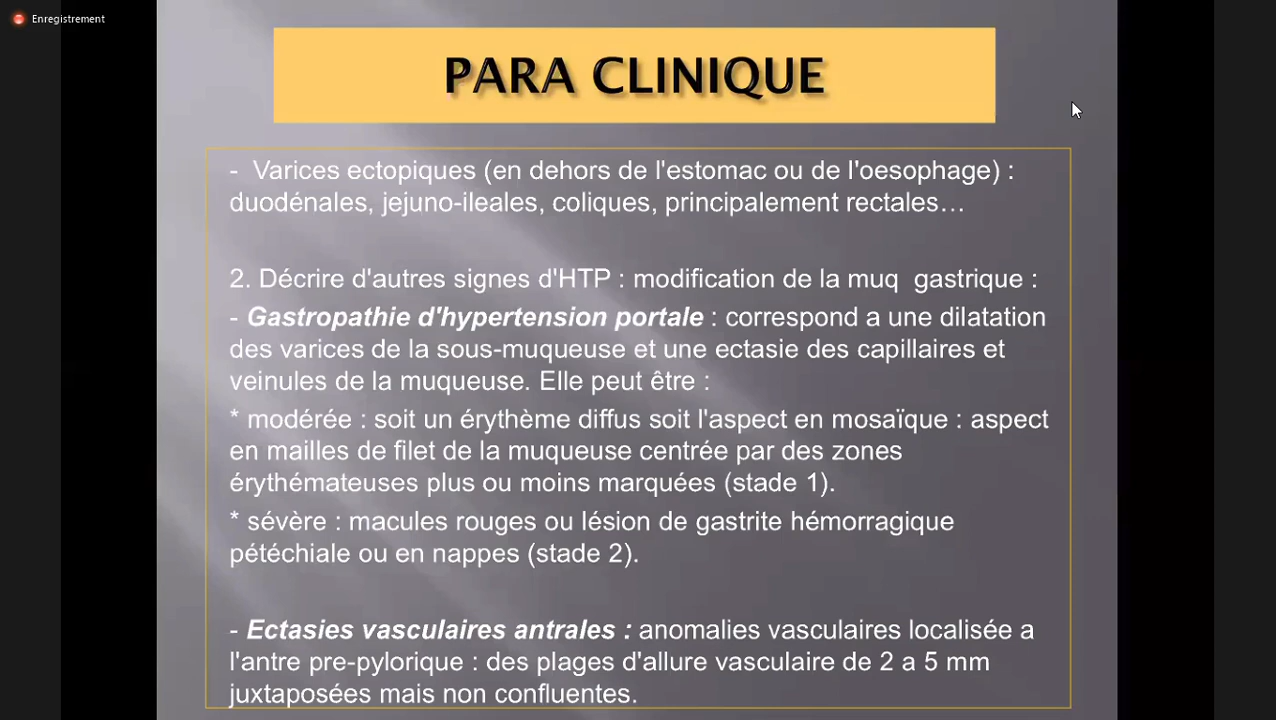 Enregistrement
PARA CLINIQUE
- Varices ectopiques (en dehors de l'estomac ou de l'oesophage) :
duodénales, jejuno-ileales, coliques, principalement rectales…
2. Décrire d'autres signes d'HTP : modification de la muq gastrique :
- Gastropathie d'hypertension portale : correspond a une dilatation
des varices de la sous-muqueuse et une ectasie des capillaires et
veinules de la muqueuse. Elle peut être :
* modérée : soit un érythème diffus soit l'aspect en mosaïque : aspect
en mailles de filet de la muqueuse centrée par des zones
érythémateuses plus ou moins marquées (stade 1).
* sévère : macules rouges ou lésion de gastrite hémorragique
pétéchiale ou en nappes (stade 2).
- Ectasies vasculaires antrales : anomalies vasculaires localisée a
l'antre pre-pylorique : des plages d'allure vasculaire de 2 a 5 mm
juxtaposées mais non confluentes.